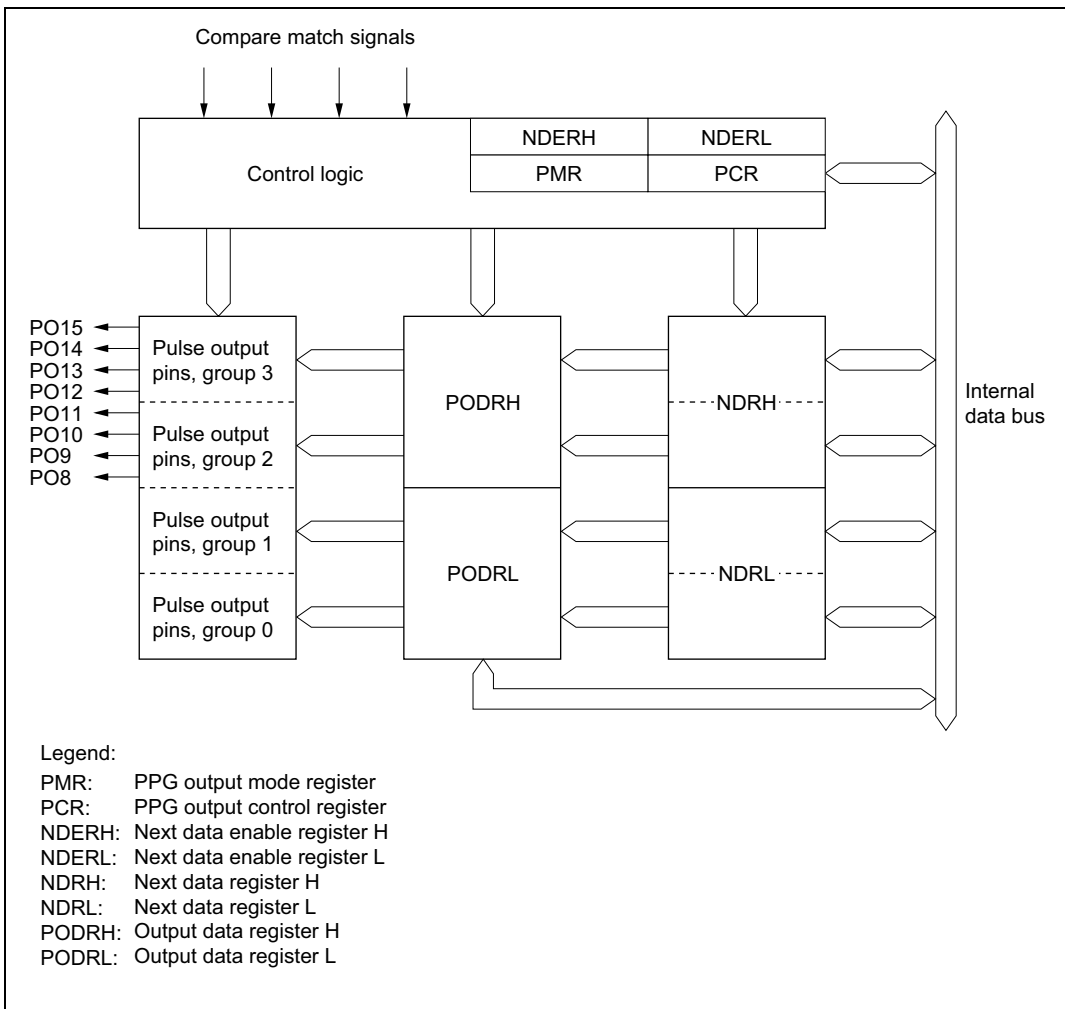 Compare match signals
NDERH NDERL
Control logic PMR PCR
PO15
PO14
PO13
PO12
PO11
PO10
PO9
PO8
Pulse output
pins, group 3
Pulse output
pins, group 2
Pulse output
pins, group 1
Pulse output
pins, group 0
PODRH
PODRL
NDRH
NDRL
Internal
data bus
Legend:
PMR: PPG output mode register
PCR: PPG output control register
NDERH: Next data enable register H
NDERL: Next data enable register L
NDRH: Next data register H
NDRL: Next data register L
PODRH: Output data register H
PODRL: Output data register L